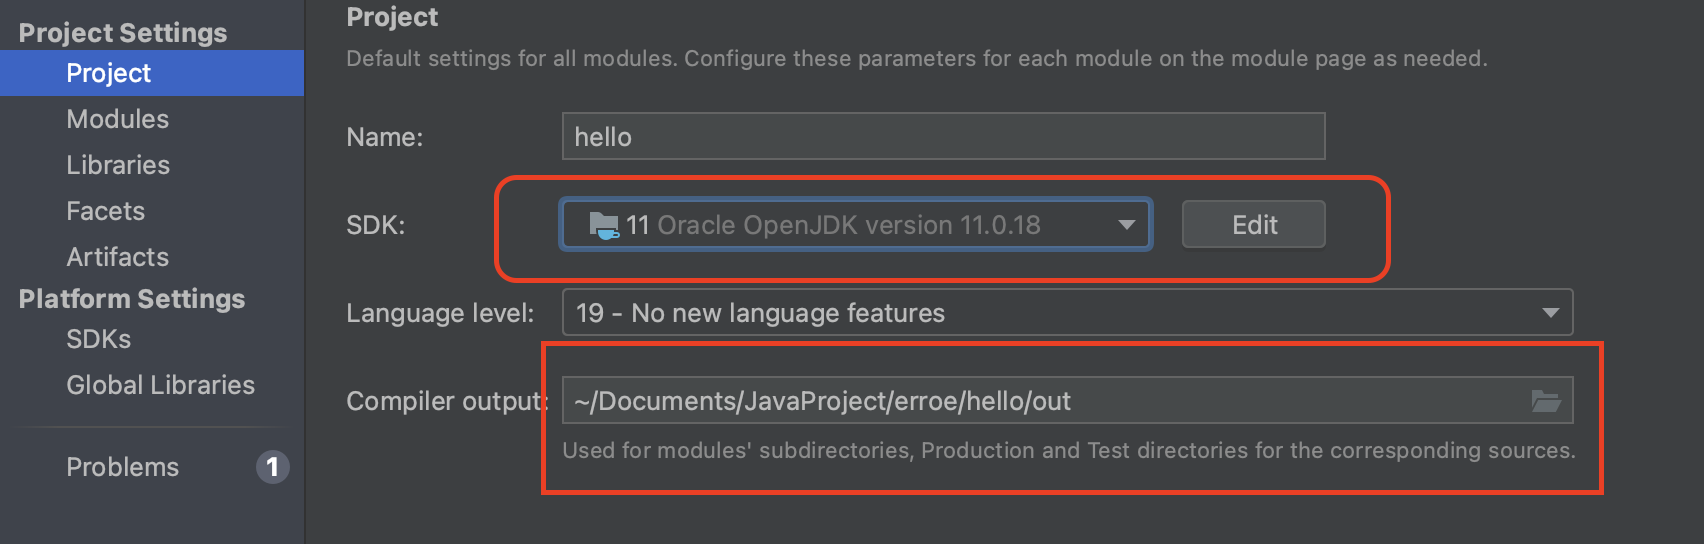 Project Settings
Project
Modules
Libraries
Facets
Artifacts
Platform Settings
SDKs
Global Libraries
Problems 1
Project
Default settings for all modules. Configure these parameters for each module on the module page as needed.
Name: hello
SDK: 11 Oracle OpenJDK version 11.0.18 Edit
Language level: 19 - No new language features
Compiler output: ~/Documents/JavaProject/erroe/hello/out
Used for modules' subdirectories, Production and Test directories for the corresponding sources.